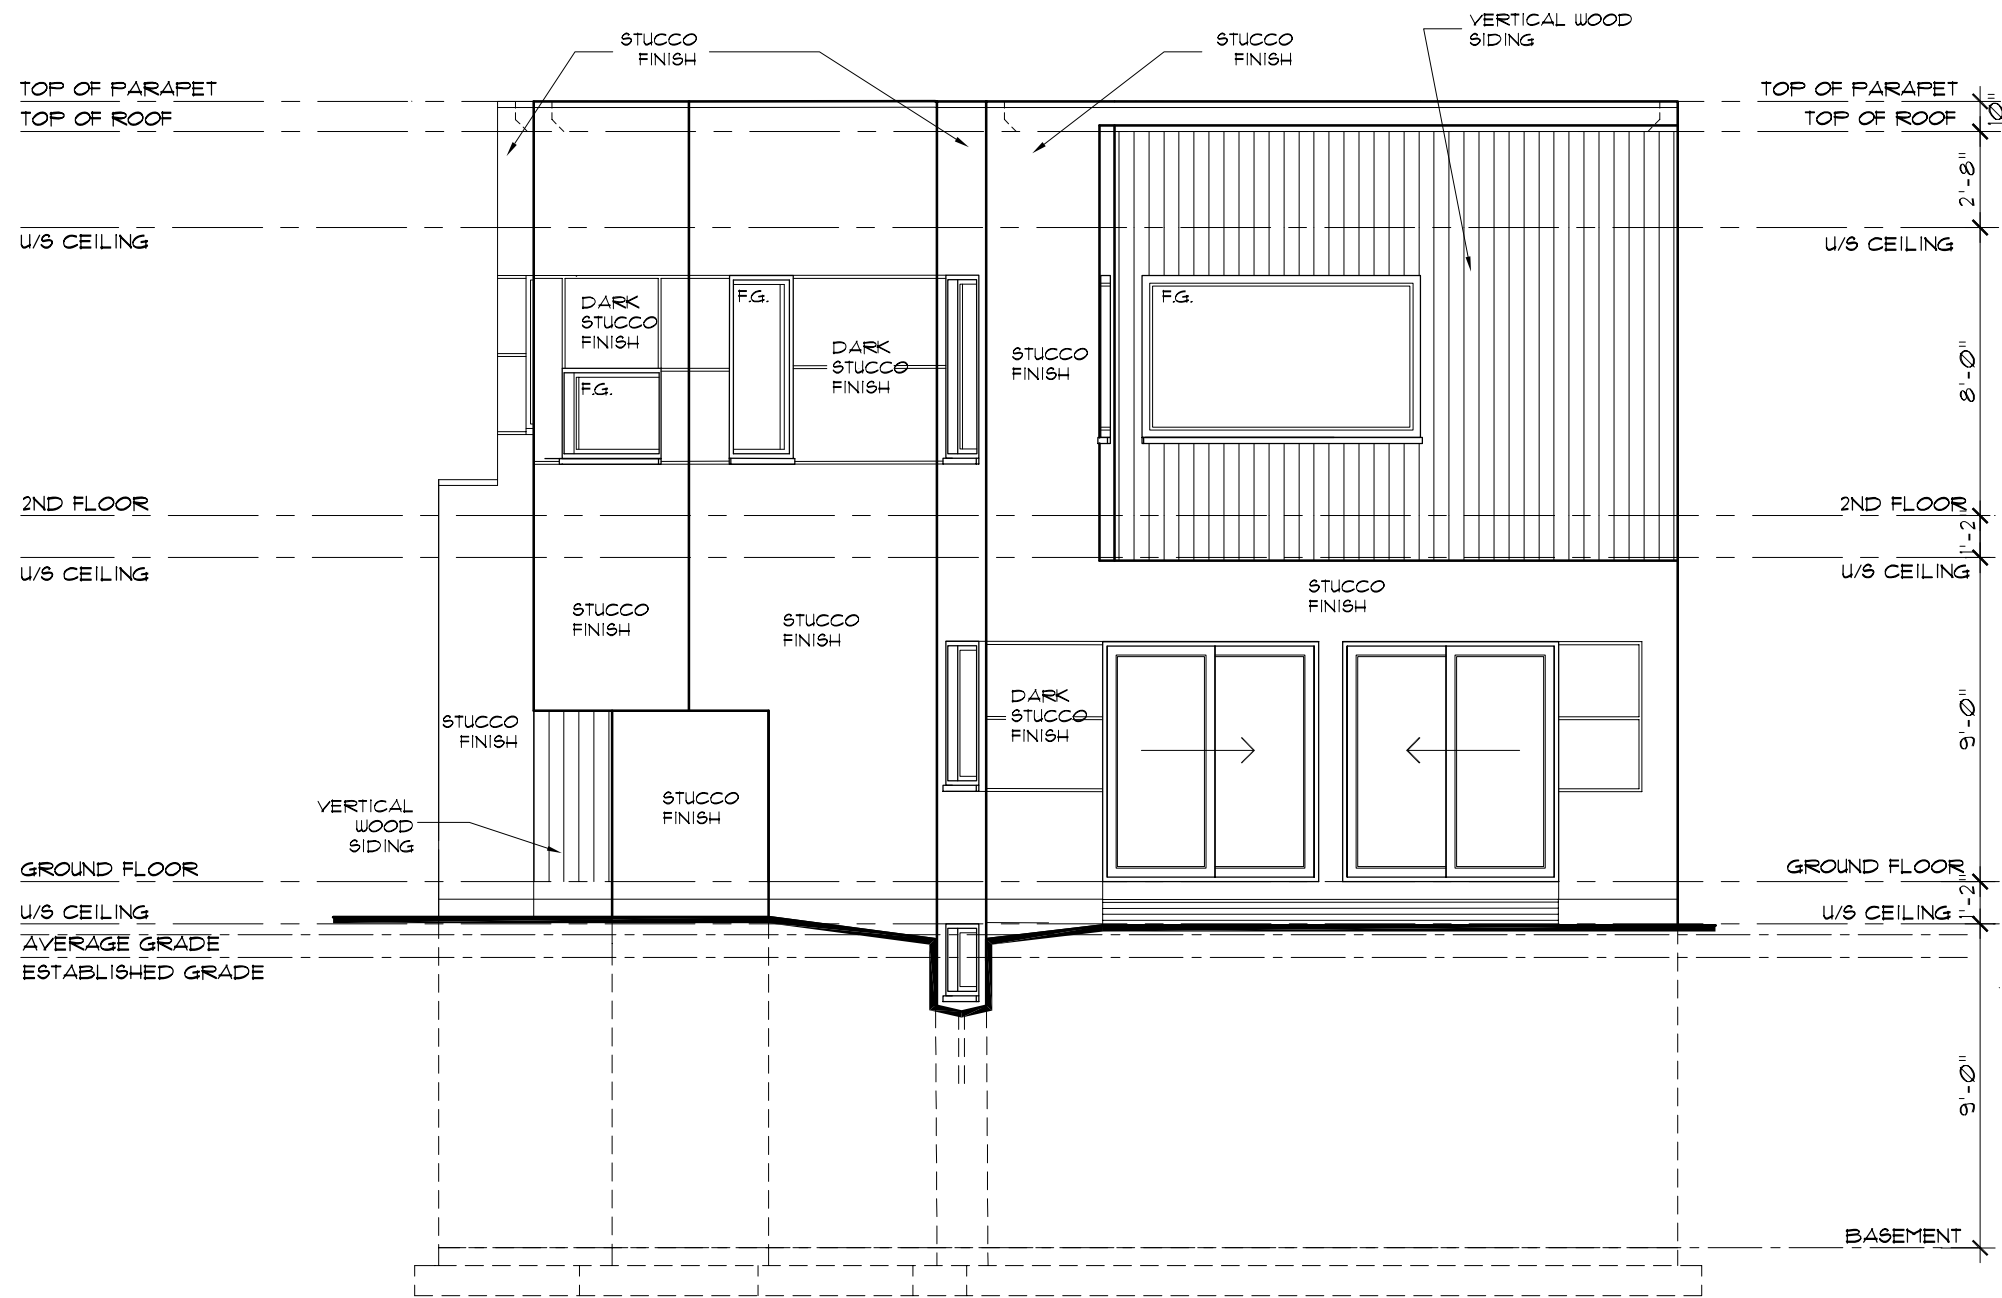 VERTICAL WOOD
SIDING
STUCCO
FINISH
STUCCO
FINISH
TOP OF PARAPET
TOP OF PARAPET
10"
TOP OF ROOF
TOP OF ROOF
2'-8"
U/S CEILING
U/S CEILING
DARK
STUCCO
FINISH
F.G.
F.G.
DARK
STUCCO
FINISH
STUCCO
FINISH
8'-0"
F.G.
2ND FLOOR
2ND FLOOR
1'-2
U/S CEILING
U/S CEILING
STUCCO
FINISH
STUCCO
FINISH
STUCCO
FINISH
DARK
STUCCO
FINISH
STUCCO
FINISH
9'-0"
STUCCO
FINISH
VERTICAL
WOOD
SIDING
GROUND FLOOR
GROUND FLOOR
1'-2"
U/S CEILING
U/S CEILING
AVERAGE GRADE
ESTABLISHED GRADE
9'-0"
BASEMENT